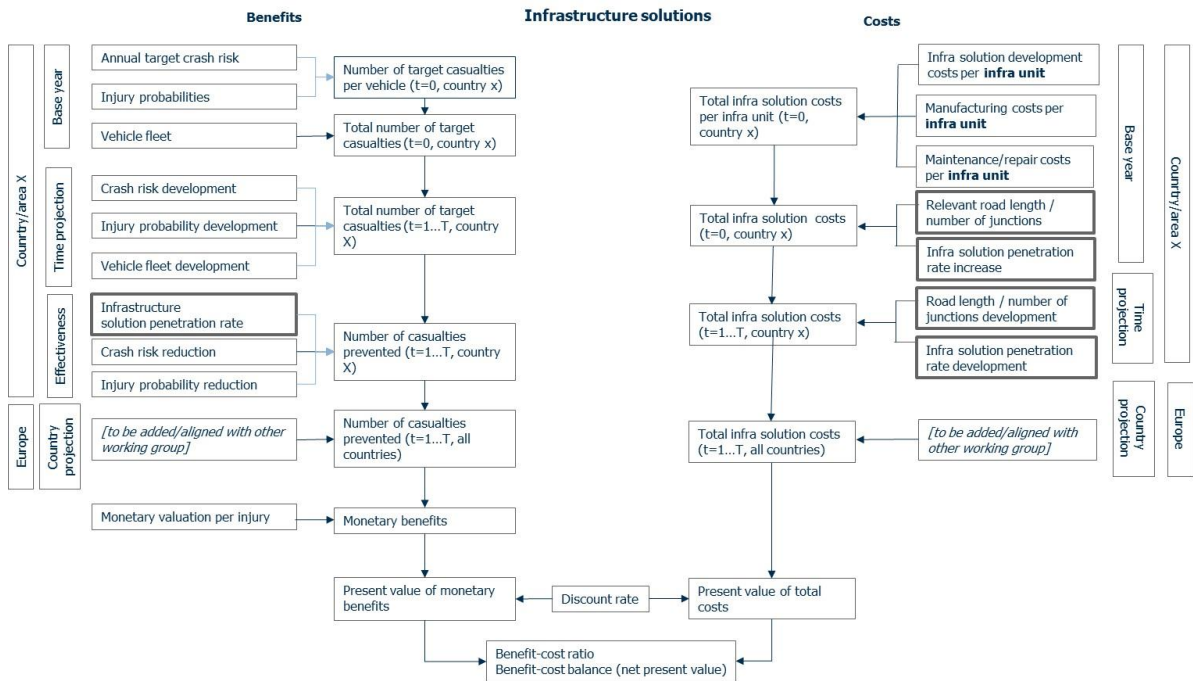 Infrastructure solutions
Benefits
Costs
Country/area X
Base year
Annual target crash risk
Injury probabilities
Vehicle fleet
Number of target casualties
per vehicle (t=0, country x)
Total number of target
casualties (t=0, country x)
Time projection
Crash risk development
Injury probability development
Vehicle fleet development
Total number of target
casualties (t=1...T, country
X)
Effectiveness
Infrastructure
solution penetration rate
Crash risk reduction
Injury probability reduction
Number of casualties
prevented (t=1...T, country
X)
Europe
Country
projection
[to be added/aligned with other
working group]
Number of casualties
prevented (t=1...T, all
countries)
Monetary valuation per injury
Monetary benefits
Present value of monetary
benefits
Discount rate
Total infra solution costs
per infra unit (t=0,
country x)
Infra solution development
costs per infra unit
Manufacturing costs per
infra unit
Maintenance/repair costs
per infra unit
Base year
Counrty/area X
Total infra solution costs
(t=0, country x)
Relevant road length /
number of junctions
Infra solution penetration
rate increase
Total infra solution costs
(t=1...T, country x)
Road length / number of
junctions development
Infra solution penetration
rate development
Time
projection
Total infra solution costs
(t=1...T, all countries)
[to be added/aligned with
other working group]
Country
projection
Europe
Present value of total
costs
Benefit-cost ratio
Benefit-cost balance (net present value)